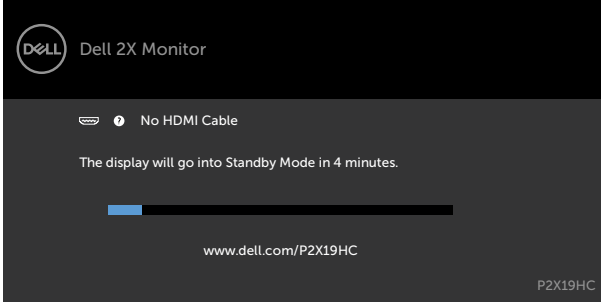 DELL
Dell 2X Monitor
? No HDMI Cable
The display will go into Standby Mode in 4 minutes.
www.dell.com/P2X19HC
P2X19HC